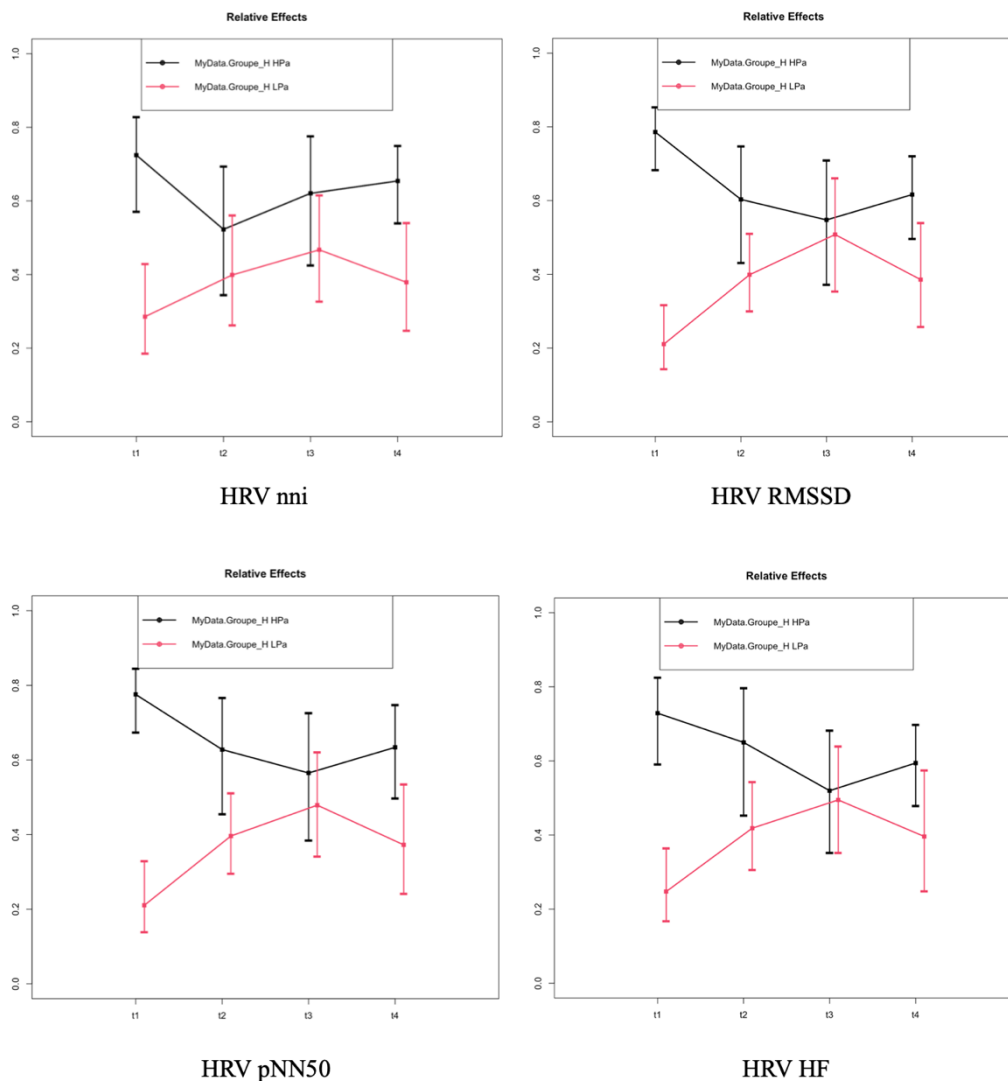 Relative Effects
MyData.Groupe_H HPa
MyData.Groupe_H LPa
1.0
0.8
0.6
0.4
0.2
0.0
t1 t2 t3 t4
HRV nni
Relative Effects
MyData.Groupe_H HPa
MyData.Groupe_H LPa
1.0
0.8
0.6
0.4
0.2
0.0
t1 t2 t3 t4
HRV RMSSD
Relative Effects
MyData.Groupe_H HPa
MyData.Groupe_H LPa
1.0
0.8
0.6
0.4
0.2
0.0
t1 t2 t3 t4
HRV pNN50
Relative Effects
MyData.Groupe_H HPa
MyData.Groupe_H LPa
1.0
0.8
0.6
0.4
0.2
0.0
t1 t2 t3 t4
HRV HF